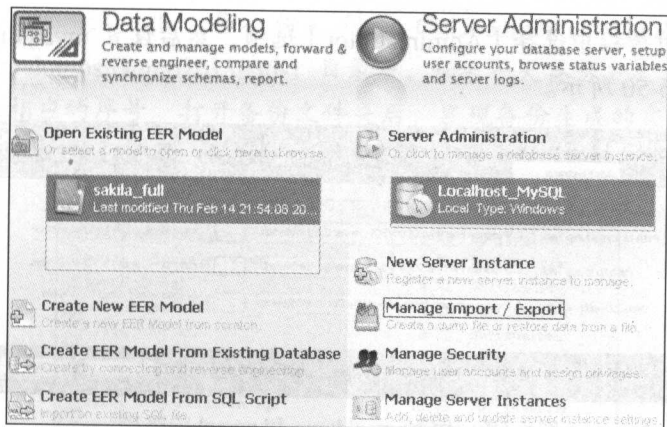 Data Modeling
Create and manage models, forward &
reverse engineer, compare and
synchronize schemas, report.
Open Existing EER Model
Or select a model to open or click here to browse.
sakila_full
Last modified Thu Feb 14 21:54:08 20...
Create New EER Model
Create a new EER Model from scratch.
Create EER Model From Existing Database
Create by connecting and reverse engineering.
Create EER Model From SQL Script
Import an existing SQL file.
Server Administration
Configure your database server, setup
user accounts, browse status variables
and server logs.
Server Administration
Or click to manage a database server instance.
Localhost_MySQL
Local Type: Windows
New Server Instance
Register a new server instance to manage.
Manage Import / Export
Create a dump file or restore data from a file.
Manage Security
Manage user accounts and assign privileges.
Manage Server Instances
Add, delete and update server instance settings.